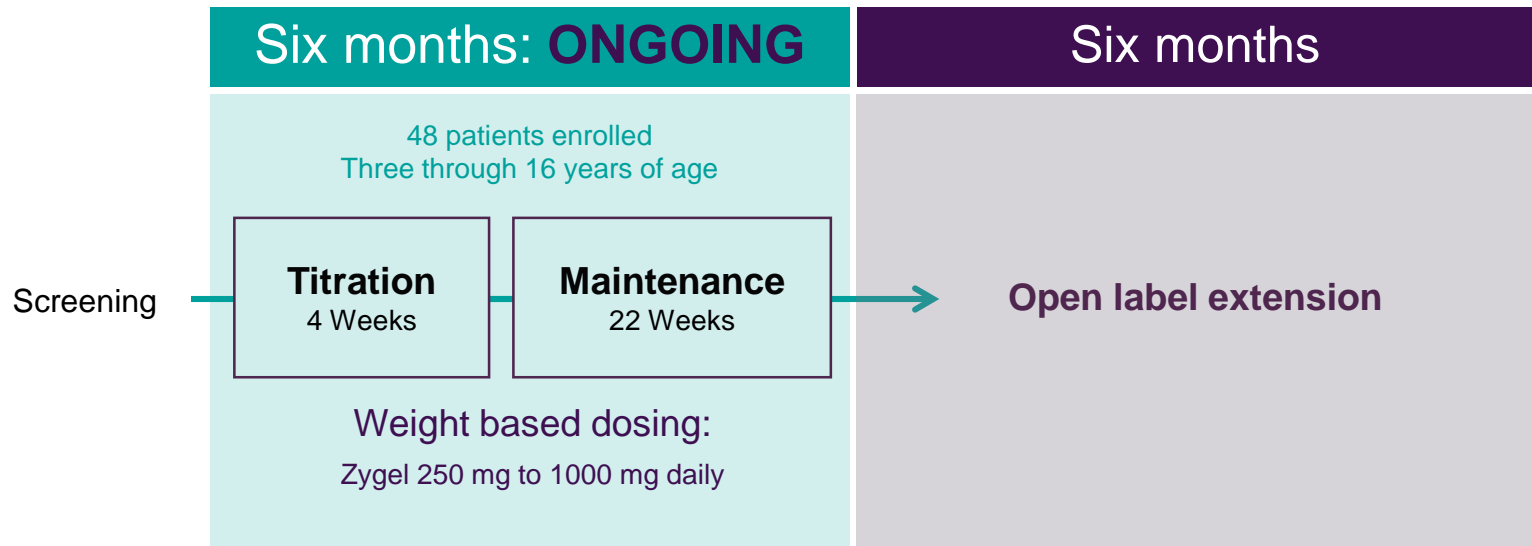 Six months: ONGOING
Six months
48 patients enrolled
Three through 16 years of age
Screening
Titration
4 Weeks
Maintenance
22 Weeks
Open label extension
Weight based dosing:
Zygel 250 mg to 1000 mg daily